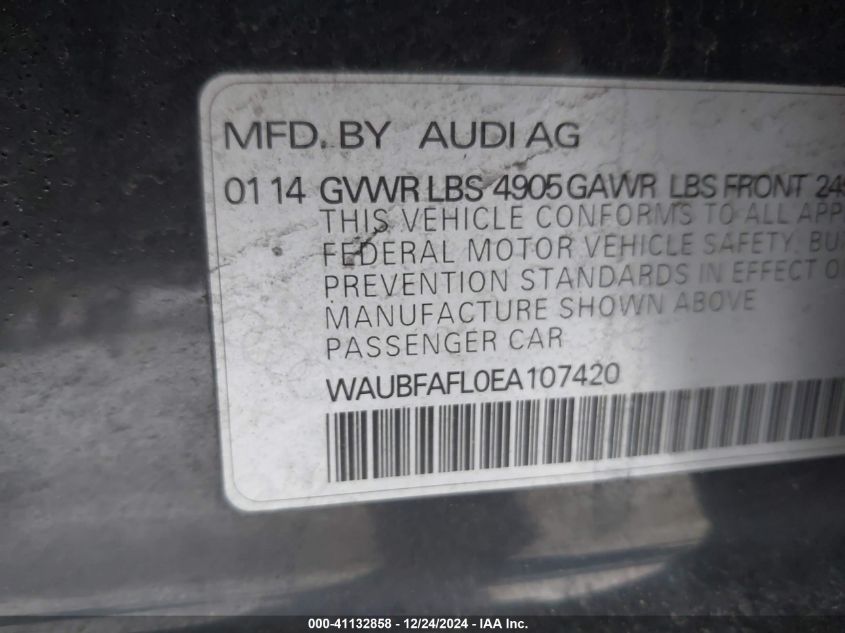 MFD. BY AUDI AG
01 14 GVWR LBS 4905 GAWR LBS FRONT
THIS VEHICLE CONFORMS TO ALL
FEDERAL MOTOR VEHICLE SAFETY,
PREVENTION STANDARDS IN EFFECT
MANUFACTURE SHOWN ABOVE
PASSENGER CAR
WAUBFAFL0EA107420
000-41132858 - 12/24/2024 - IAA Inc.